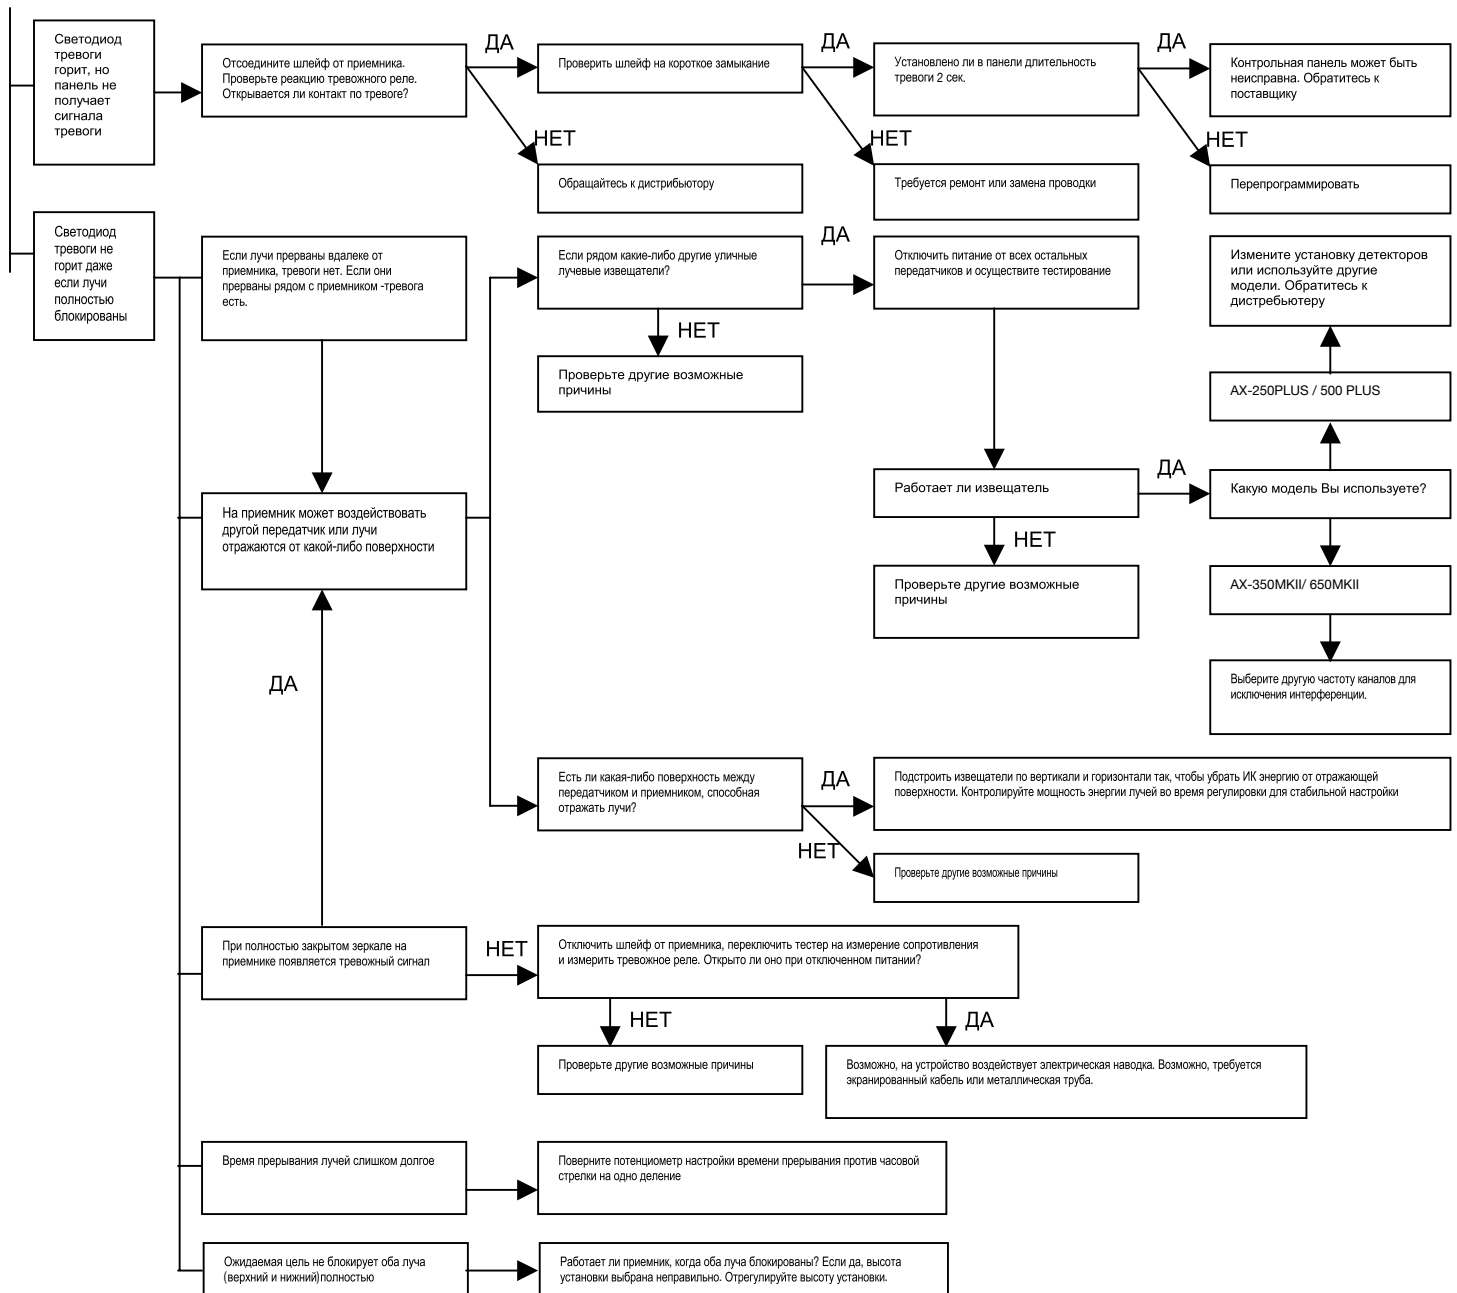 Светодиод
тревоги
горит, но
панель не
получает
сигнала
тревоги
Отсоедините шлейф от приемника.
Проверьте реакцию тревожного реле.
Открывается ли контакт по тревоге?
ДА
Проверить шлейф на короткое замыкание
ДА
Установлено ли в панели длительность
тревоги 2 сек.
ДА
Контрольная панель может быть
неисправна. Обратитесь к
поставщику
НЕТ
Обращайтесь к дистрибьютору
НЕТ
Требуется ремонт или замена проводки
НЕТ
Перепрограммировать
Светодиод
тревоги не
горит даже
если лучи
полностью
блокированы
Если лучи прерваны вдалеке от
приемника, тревоги нет. Если они
прерваны рядом с приемником -тревога
есть.
Если рядом какие-либо другие уличные
лучевые извещатели?
ДА
Отключить питание от всех остальных
передатчиков и осуществите тестирование
Измените установку детекторов
или используйте другие
модели. Обратитесь к
дистребьютеру
НЕТ
Проверьте другие возможные
причины
AX-250PLUS / 500 PLUS
Работает ли извещатель
ДА
Какую модель Вы используете?
На приемник может воздействовать
другой передатчик или лучи
отражаются от какой-либо поверхности
НЕТ
Проверьте другие возможные
причины
AX-350MKII/ 650MKII
Выберите другую частоту каналов для
исключения интерференции.
ДА
Есть ли какая-либо поверхность между
передатчиком и приемником, способная
отражать лучи?
ДА
Подстроить извещатели по вертикали и горизонтали так, чтобы убрать ИК энергию от отражающей
поверхности. Контролируйте мощность энергии лучей во время регулировки для стабильной настройки
НЕТ
Проверьте другие возможные причины
При полностью закрытом зеркале на
приемнике появляется тревожный сигнал
НЕТ
Отключить шлейф от приемника, переключить тестер на измерение сопротивления
и измерить тревожное реле. Открыто ли оно при отключенном питании?
НЕТ
ДА
Проверьте другие возможные причины
Возможно, на устройство воздействует электрическая наводка. Возможно, требуется
экранированный кабель или металлическая труба.
Время прерывания лучей слишком долгое
Поверните потенциометр настройки времени прерывания против часовой
стрелки на одно деление
Ожидаемая цель не блокирует оба луча
(верхний и нижний)полностью
Работает ли приемник, когда оба луча блокированы? Если да, высота
установки выбрана неправильно. Отрегулируйте высоту установки.